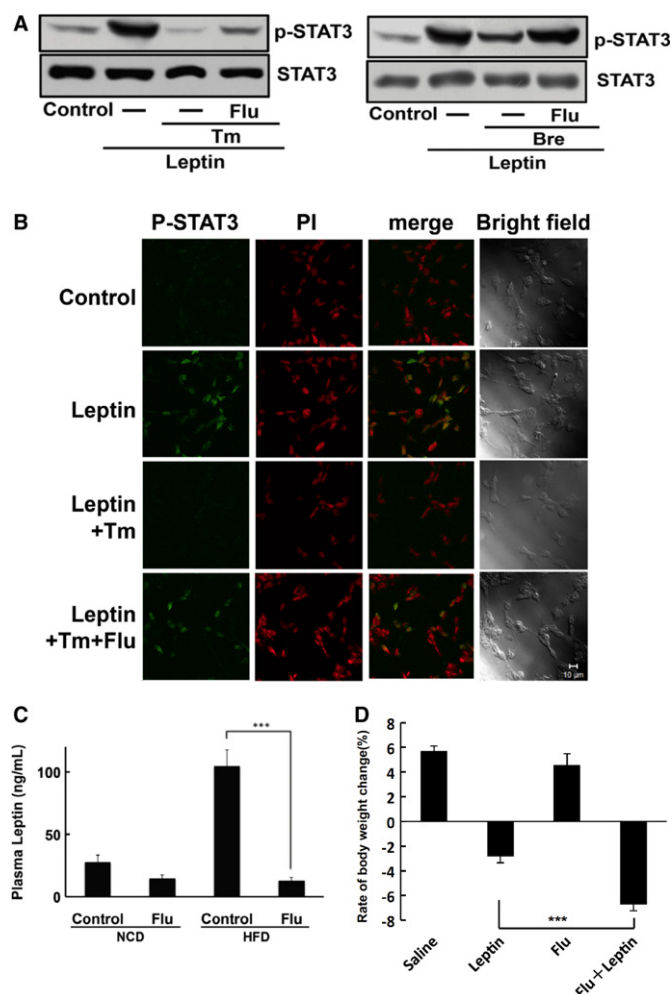 A
p-STAT3
STAT3
Control — — Flu
Tm
Leptin
p-STAT3
STAT3
Control — — Flu
Bre
Leptin
B
P-STAT3 PI merge Bright field
Control
Leptin
Leptin
+Tm
Leptin
+Tm+Flu
10 µm
C
Plasma Leptin (ng/mL)
100
50
0
***
Control Flu Control Flu
NCD HFD
D
Rate of body weight change(%)
8
6
4
2
0
-2
-4
-6
-8
***
Saline
Leptin
Flu
Flu+Leptin